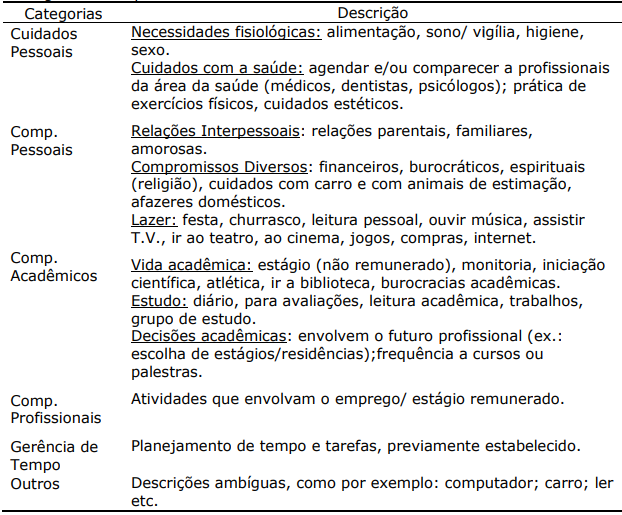 Categorias Descrição
Cuidados Pessoais
Necessidades fisiológicas: alimentação, sono/ vigília, higiene,
sexo.
Cuidados com a saúde: agendar e/ou comparecer a profissionais
da área da saúde (médicos, dentistas, psicólogos); prática de
exercícios físicos, cuidados estéticos.
Comp.
Pessoais
Relações Interpessoais: relações parentais, familiares,
amorosas.
Compromissos Diversos: financeiros, burocráticos, espirituais
(religião), cuidados com carro e com animais de estimação,
afazeres domésticos.
Lazer: festa, churrasco, leitura pessoal, ouvir música, assistir
T.V., ir ao teatro, ao cinema, jogos, compras, internet.
Comp.
Acadêmicos
Vida acadêmica: estágio (não remunerado), monitoria, iniciação
científica, atlética, ir a biblioteca, burocracias acadêmicas.
Estudo: diário, para avaliações, leitura acadêmica, trabalhos,
grupo de estudo.
Decisões acadêmicas: envolvem o futuro profissional (ex.:
escolha de estágios/residências);frequência a cursos ou
palestras.
Comp.
Profissionais
Atividades que envolvam o emprego/ estágio remunerado.
Gerência de
Tempo
Planejamento de tempo e tarefas, previamente estabelecido.
Outros
Descrições ambíguas, como por exemplo: computador; carro; ler
etc.